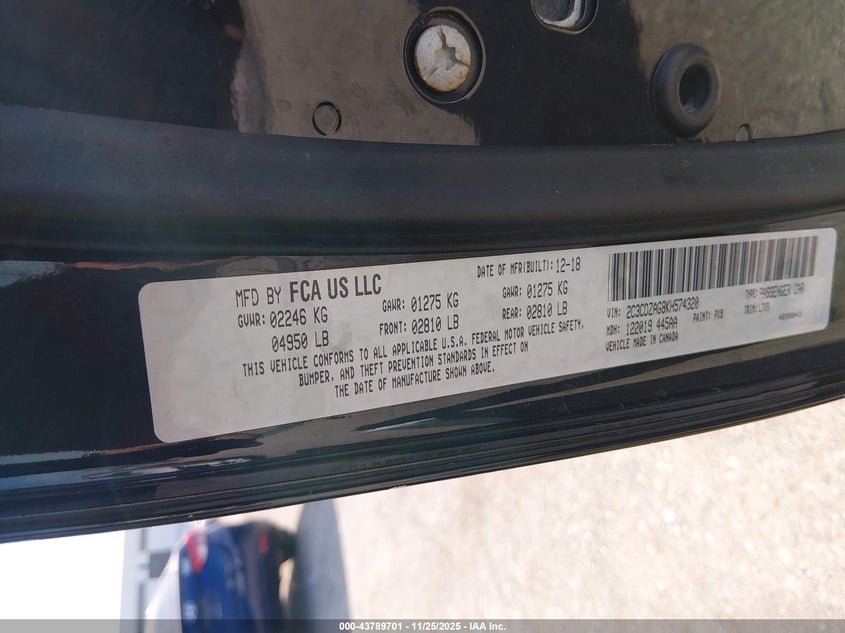 MFD BY FCA US LLC
DATE OF MFR(BUILT): 12-18
GVWR: 02246 KG
04950 LB
GAWR: 01275 KG
FRONT: 02810 LB
GAWR: 01275 KG
REAR: 02810 LB
THIS VEHICLE CONFORMS TO ALL APPLICABLE U.S.A. FEDERAL MOTOR VEHICLE SAFETY,
BUMPER, AND THEFT PREVENTION STANDARDS IN EFFECT ON
THE DATE OF MANUFACTURE SHOWN ABOVE.
VIN: 2C3CDZAG8KH574320
TYPE: PASSENGER CAR
MDH: 122019 445AA
PAINT: PX8
TRIM: L7X9
VEHICLE MADE IN CANADA
000-43789701 - 11/25/2025 - IAA Inc.